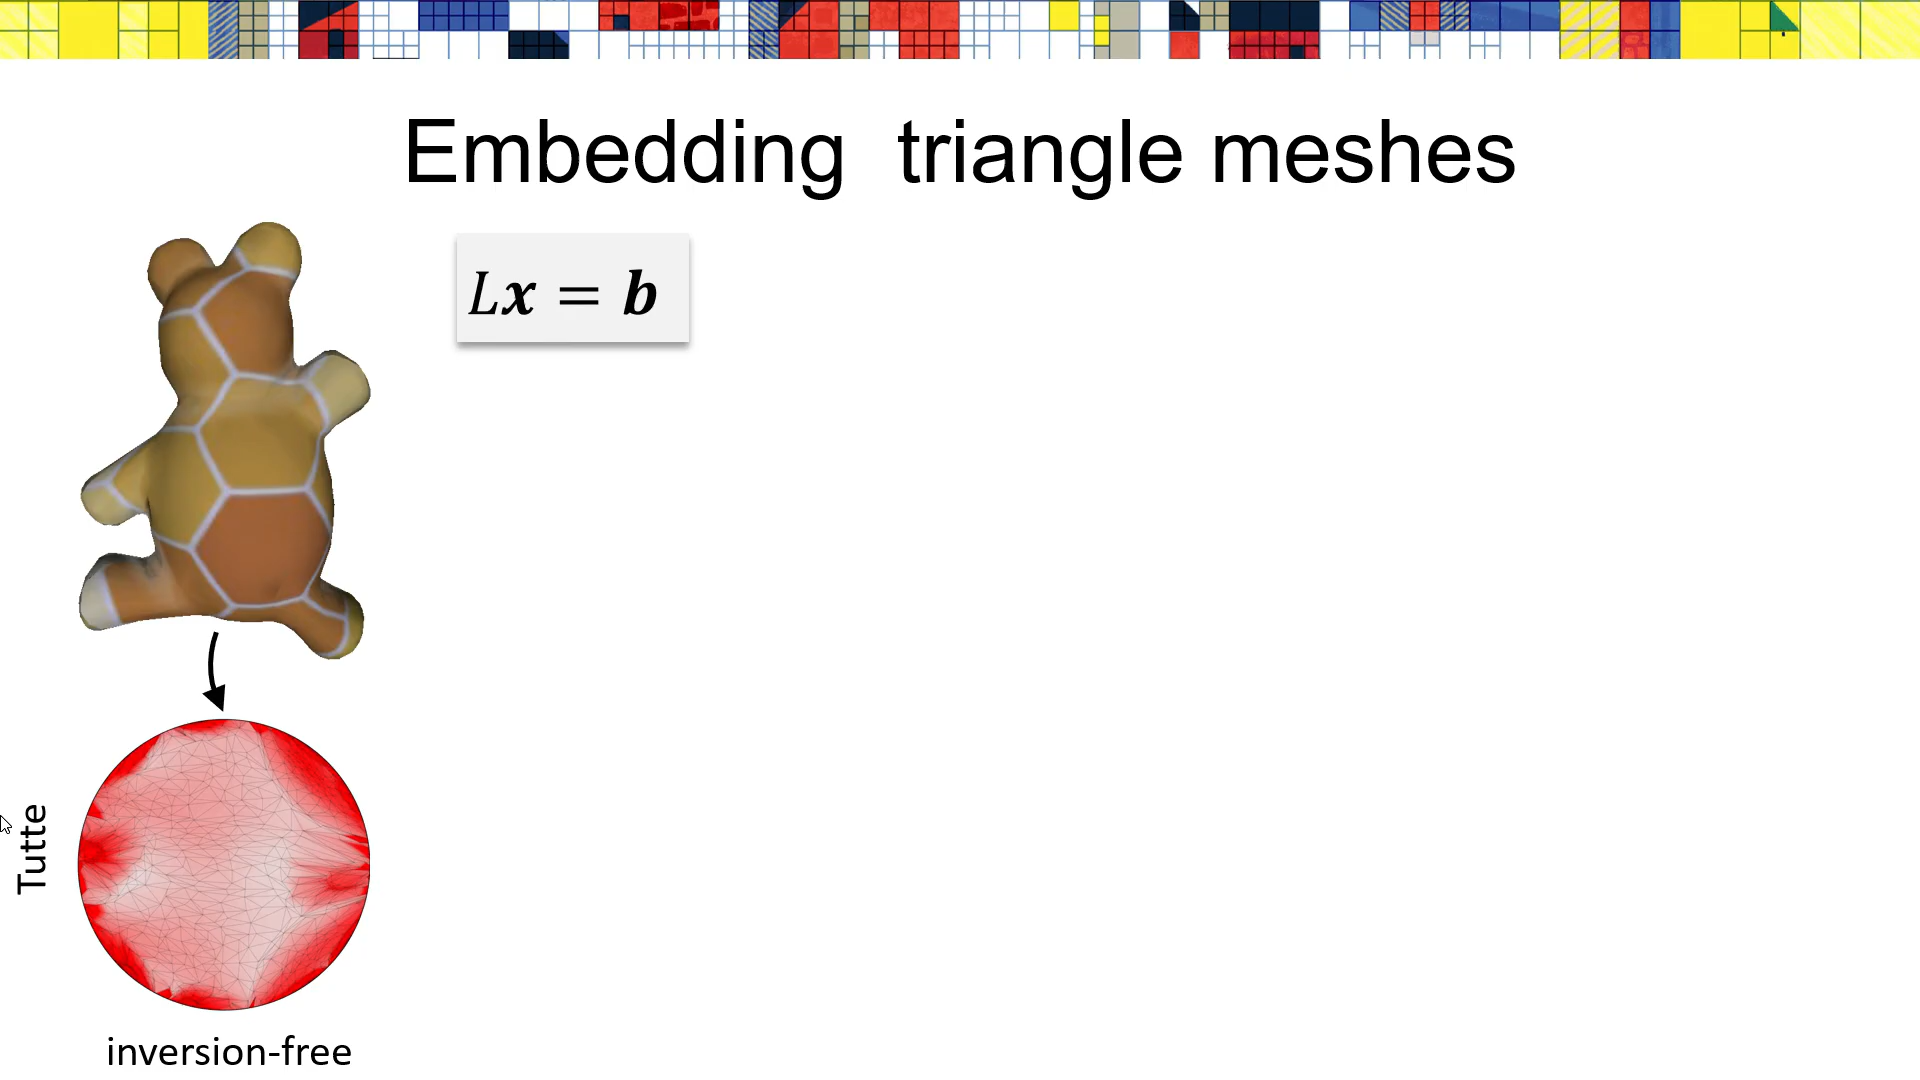 Embedding  triangle meshes
Lx = b
Tutte
inversion-free